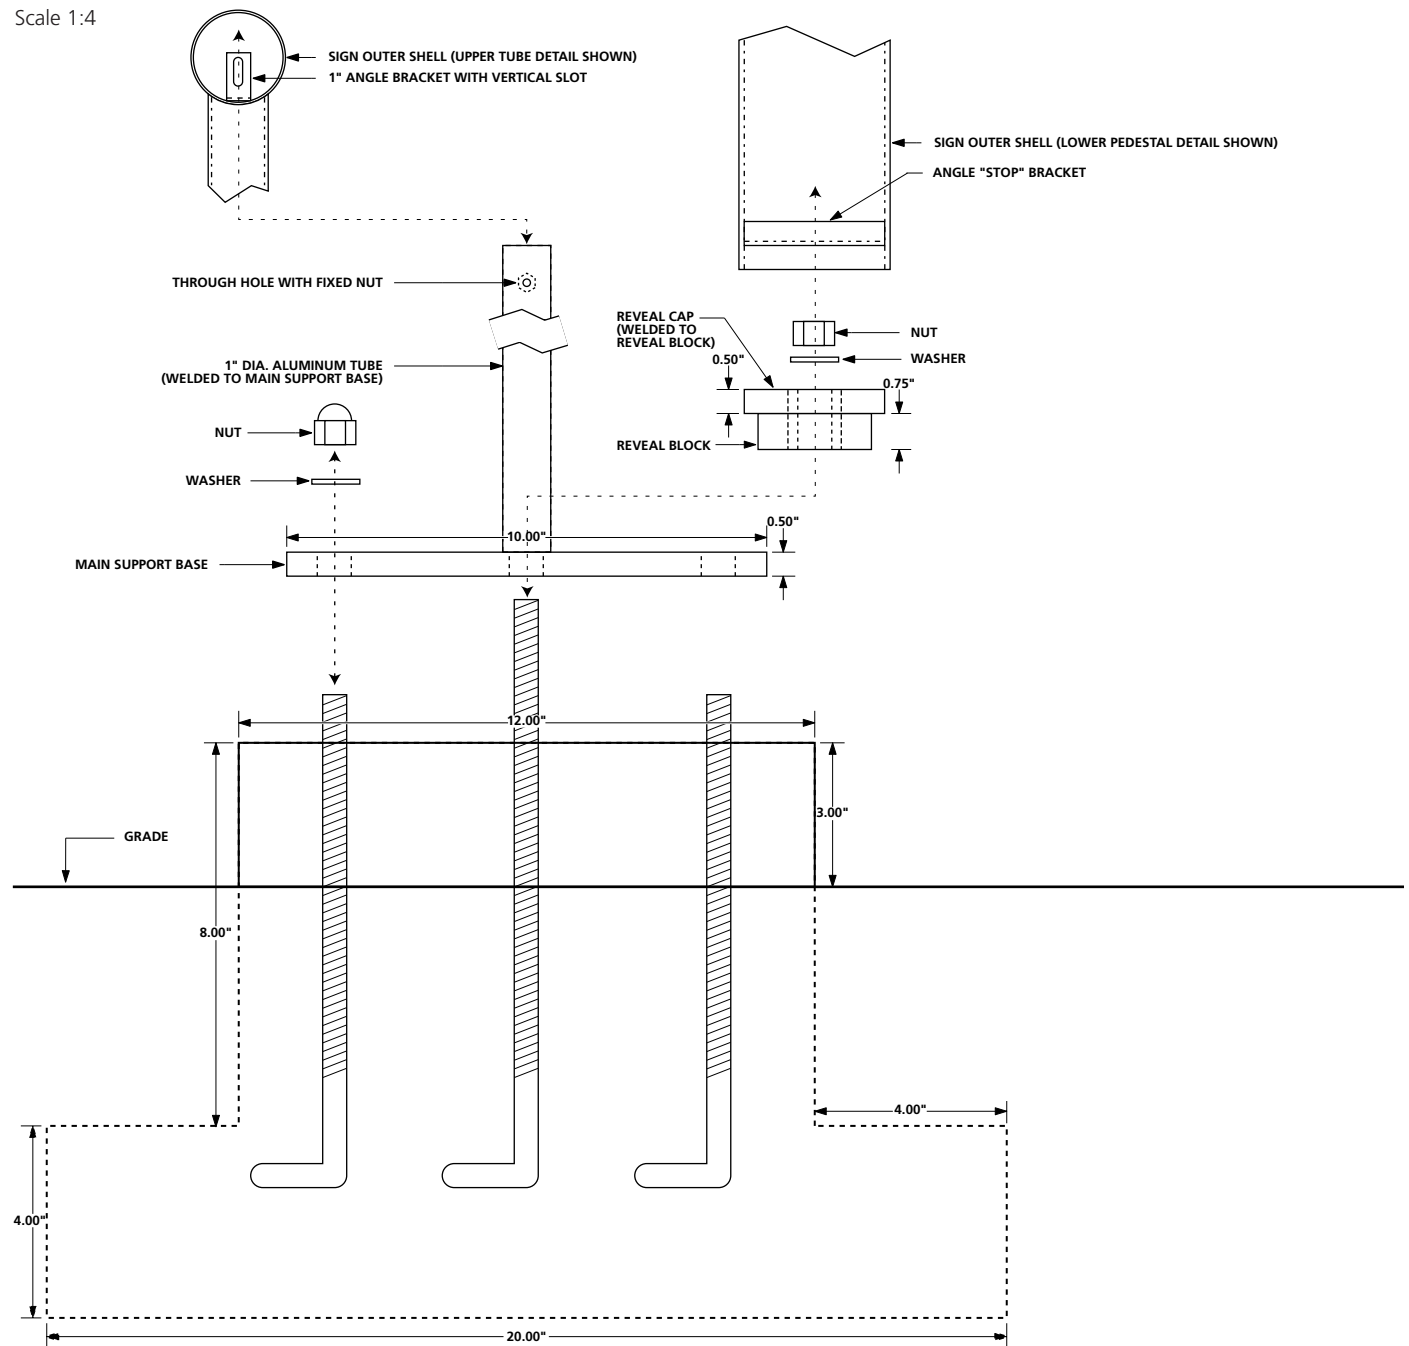 Scale 1:4
SIGN OUTER SHELL (UPPER TUBE DETAIL SHOWN)
1" ANGLE BRACKET WITH VERTICAL SLOT
SIGN OUTER SHELL (LOWER PEDESTAL DETAIL SHOWN)
ANGLE "STOP" BRACKET
THROUGH HOLE WITH FIXED NUT
REVEAL CAP
(WELDED TO
REVEAL BLOCK)
NUT
WASHER
0.50"
0.75"
1" DIA. ALUMINUM TUBE
(WELDED TO MAIN SUPPORT BASE)
NUT
REVEAL BLOCK
WASHER
0.50"
10.00"
MAIN SUPPORT BASE
12.00"
3.00"
GRADE
8.00"
4.00"
4.00"
20.00"